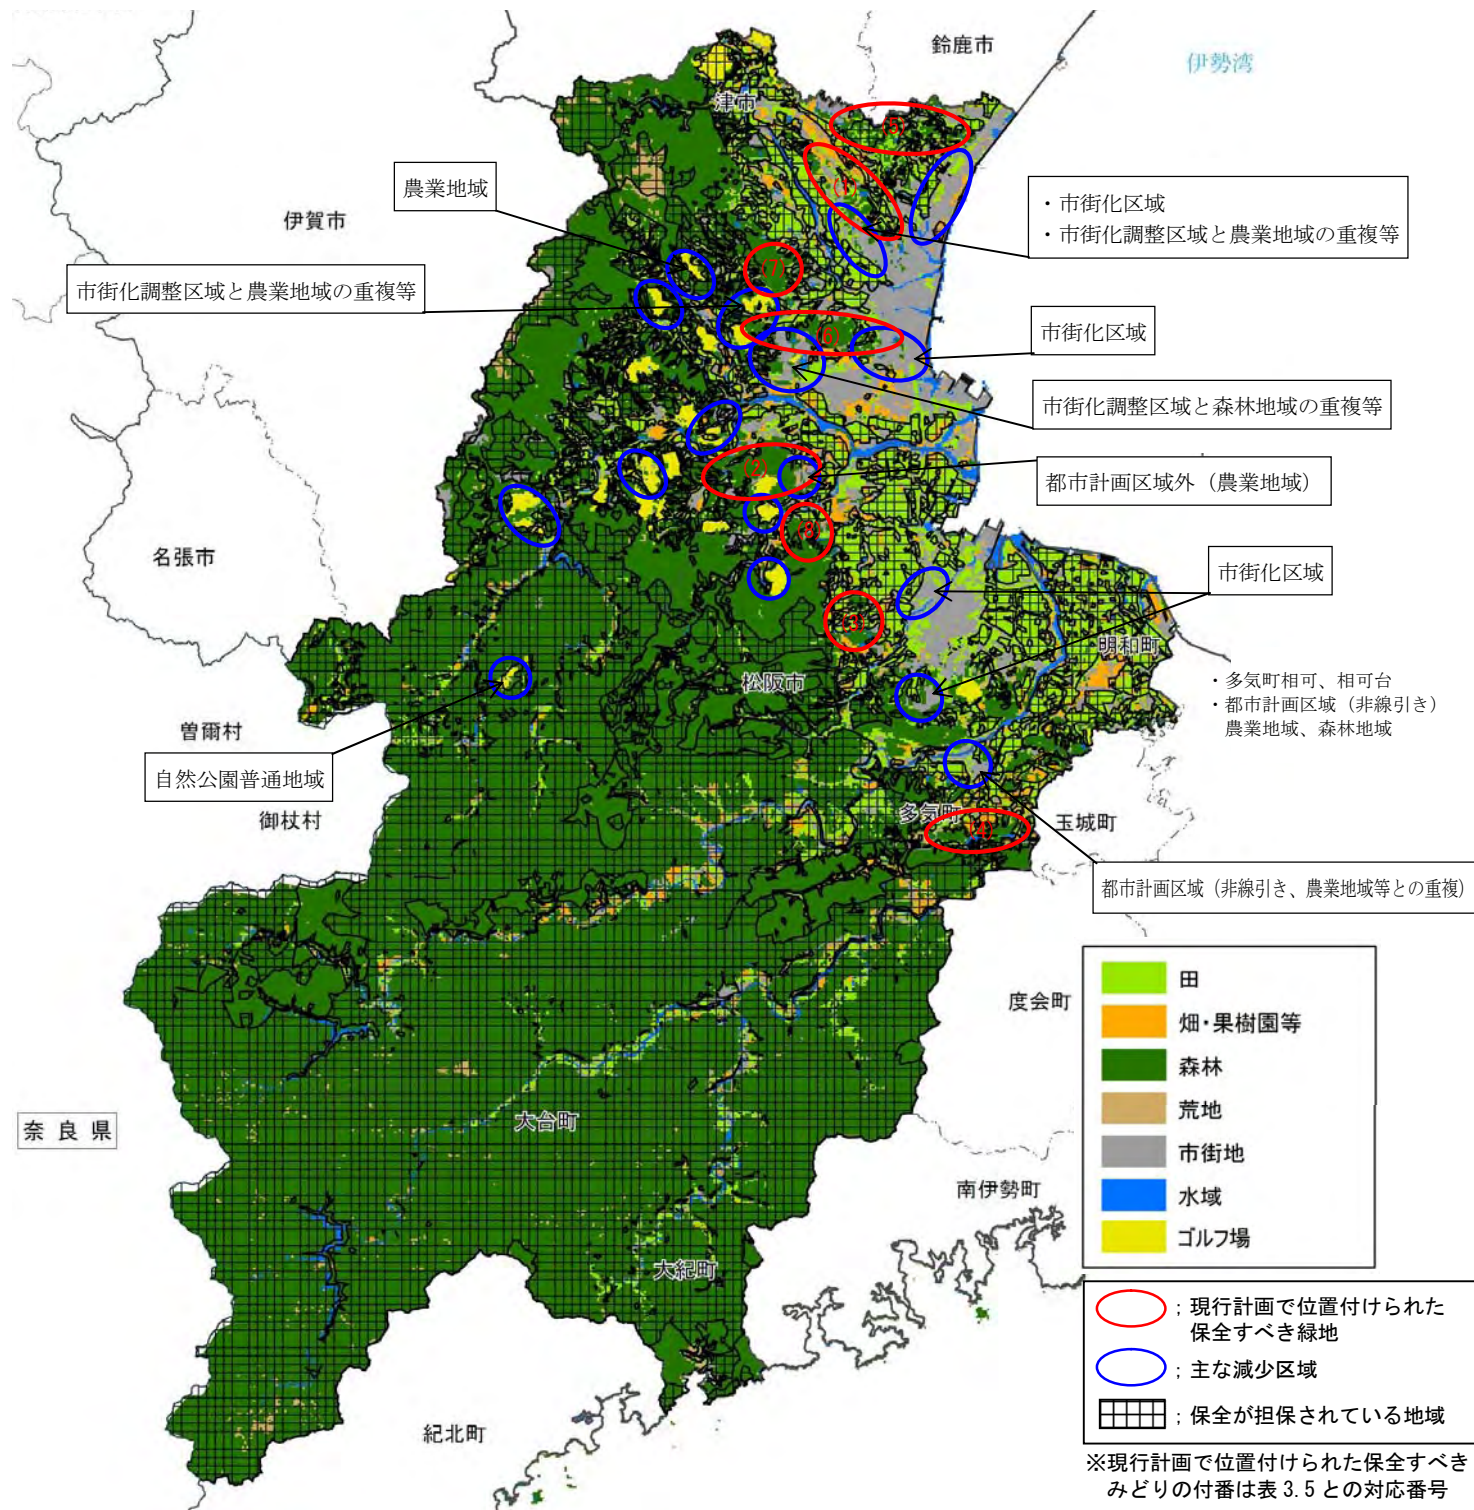 鈴鹿市
伊勢湾
津市
(5)
農業地域
(1)
・市街化区域
・市街化調整区域と農業地域の重複等
伊賀市
(7)
市街化調整区域と農業地域の重複等
(6)
市街化区域
市街化調整区域と森林地域の重複等
(2)
都市計画区域外（農業地域）
(8)
名張市
市街化区域
(3)
明和町
松阪市
・多気町相可、相可台
・都市計画区域（非線引き）
農業地域、森林地域
曽爾村
自然公園普通地域
御杖村
多気町
(4)
玉城町
都市計画区域（非線引き、農業地域等との重複）
田
度会町
畑・果樹園等
森林
荒地
大台町
奈良県
市街地
南伊勢町
水域
ゴルフ場
大紀町
；現行計画で位置付けられた
保全すべき緑地
；主な減少区域
；保全が担保されている地域
紀北町
※現行計画で位置付けられた保全すべき
みどりの付番は表 3.5 との対応番号